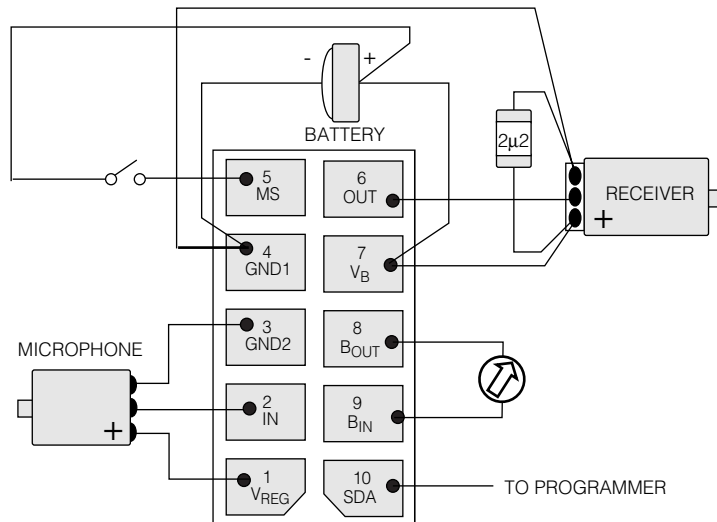 - +
BATTERY
2µ2
5
MS
6
OUT
RECEIVER
+
4
GND1
7
VB
3
GND2
8
BOUT
MICROPHONE
2
IN
9
BIN
+
1
VREG
10
SDA
TO PROGRAMMER